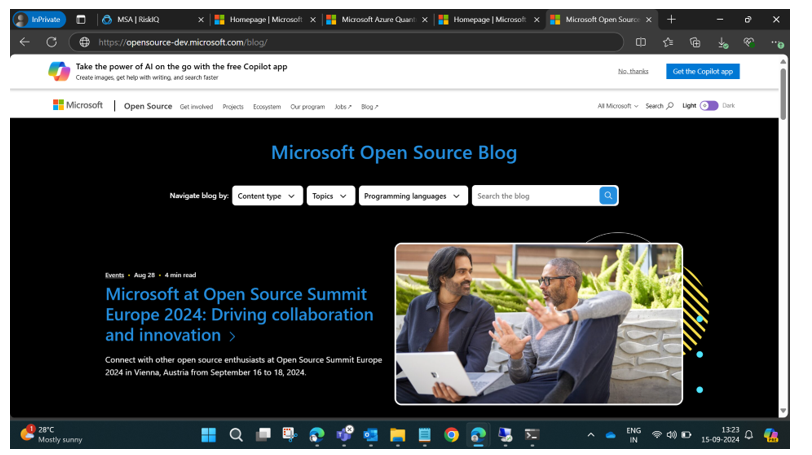 InPrivate
MSA | RiskIQ
Homepage | Microsoft
Microsoft Azure Quan
Homepage | Microsoft
Microsoft Open Source
https://opensource-dev.microsoft.com/blog/
Take the power of AI on the go with the free Copilot app
Create images, get help with writing, and search faster
No, thanks
Get the Copilot app
Microsoft
Open Source
Get involved
Projects
Ecosystem
Our program
Jobs
Blog
All Microsoft
Search
Light
Dark
Microsoft Open Source Blog
Navigate blog by:
Content type
Topics
Programming languages
Search the blog
Events • Aug 28 • 4 min read
Microsoft at Open Source Summit
Europe 2024: Driving collaboration
and innovation
Connect with other open source enthusiasts at Open Source Summit Europe
2024 in Vienna, Austria from September 16 to 18, 2024.
1
28°C
Mostly sunny
ENG
IN
13:23
15-09-2024